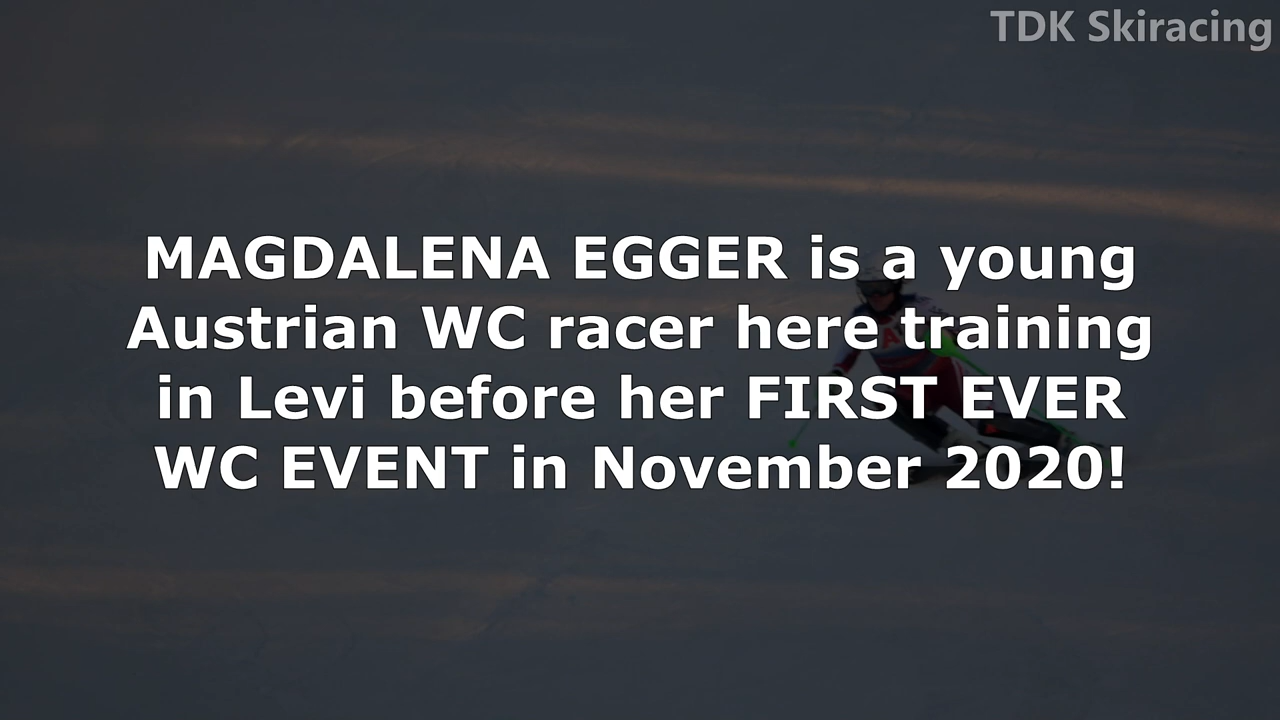 TDK Skiracing
MAGDALENA EGGER is a young
Austrian WC racer here training
in Levi before her FIRST EVER
WC EVENT in November 2020!